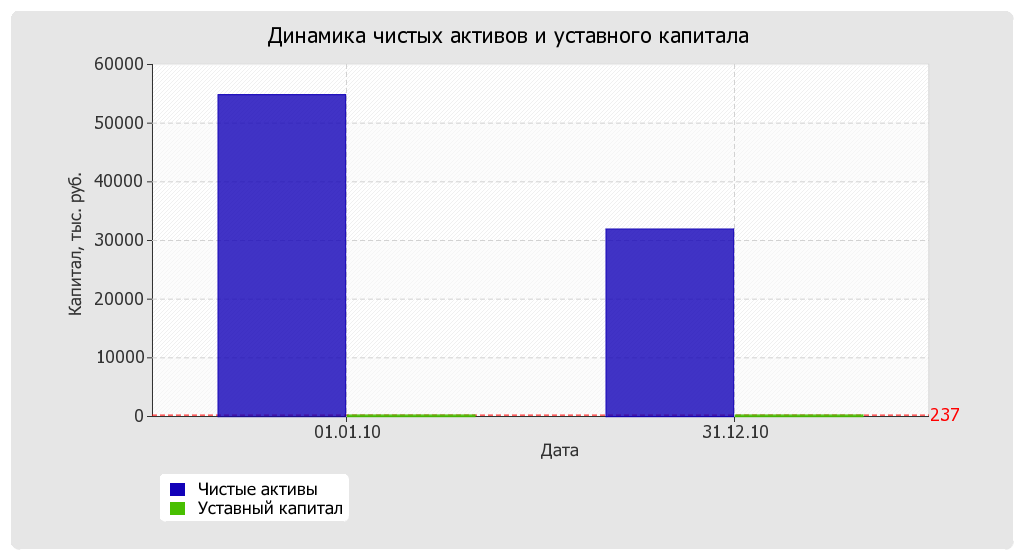 Динамика чистых активов и уставного капитала
60000
50000
40000
30000
20000
10000
0
Капитал, тыс. руб.
237
01.01.10 31.12.10
Дата
Чистые активы
Уставный капитал